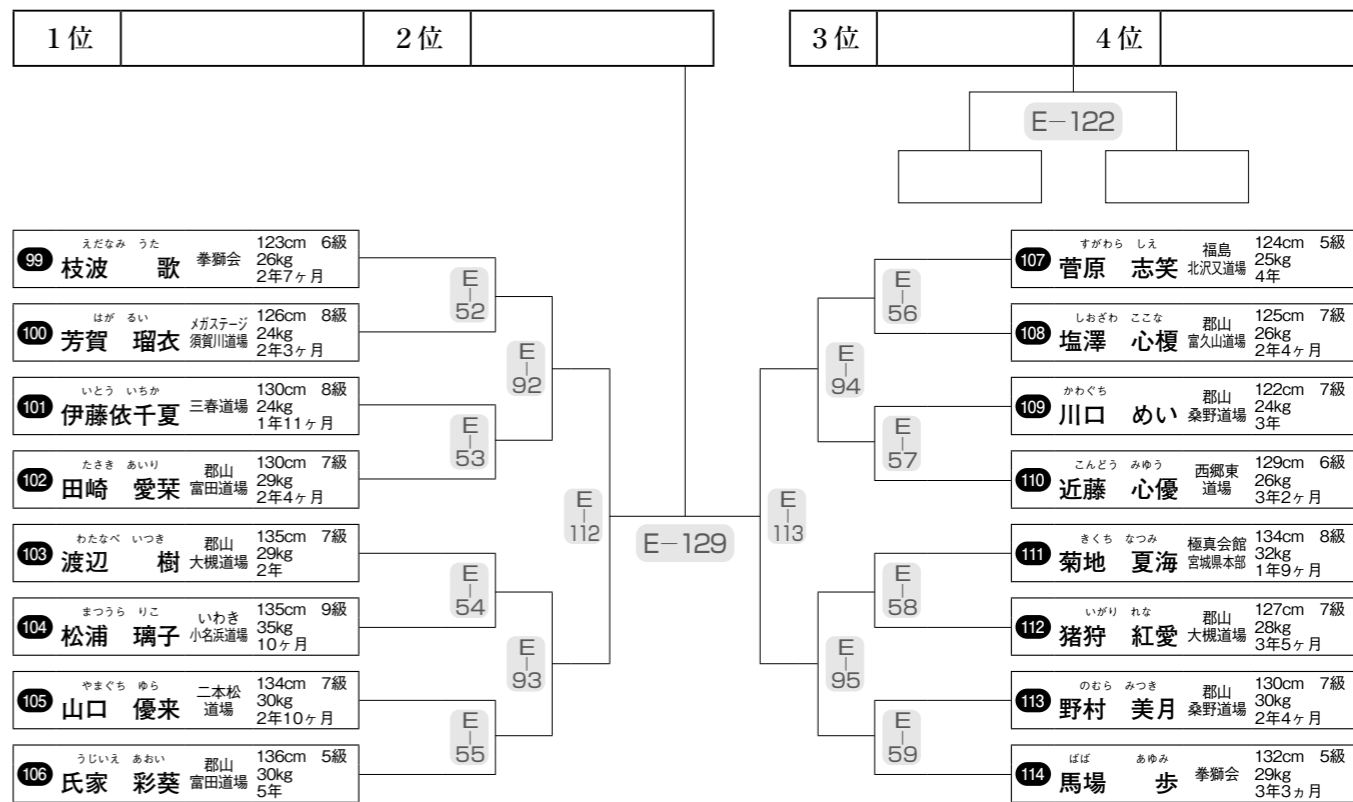 1位
2位
3位
4位
E-122
99
えだなみ うた
枝波 歌
拳獅会
123cm 6級
26kg
2年7ヶ月
100
はが るい
芳賀 瑠衣
メガステージ
須賀川道場
126cm 8級
24kg
2年3ヶ月
101
いとう いちか
伊藤依千夏
三春道場
130cm 8級
24kg
1年11ヶ月
102
たさき あいり
田崎 愛栞
郡山
富田道場
130cm 7級
29kg
2年4ヶ月
103
わたなべ いつき
渡辺 樹
郡山
大槻道場
135cm 7級
29kg
2年
104
まつうら りこ
松浦 璃子
いわき
小名浜道場
135cm 9級
35kg
10ヶ月
105
やまぐち ゆら
山口 優来
二本松
道場
134cm 7級
30kg
2年10ヶ月
106
うじいえ あおい
氏家 彩葵
郡山
富田道場
136cm 5級
30kg
5年
E-52
E-53
E-54
E-55
E-92
E-93
E-112
E-129
E-113
E-94
E-95
E-56
E-57
E-58
E-59
107
すがわら しえ
菅原 志笑
福島
北沢又道場
124cm 5級
25kg
4年
108
しおざわ ここな
塩澤 心榎
郡山
富久山道場
125cm 7級
26kg
2年4ヶ月
109
かわぐち
川口 めい
郡山
桑野道場
122cm 7級
24kg
3年
110
こんどう みゆう
近藤 心優
西郷東
道場
129cm 6級
26kg
3年2ヶ月
111
きくち なつみ
菊地 夏海
極真会館
宮城県本部
134cm 8級
32kg
1年9ヶ月
112
いがり れな
猪狩 紅愛
郡山
大槻道場
127cm 7級
28kg
3年5ヶ月
113
のむら みつき
野村 美月
郡山
桑野道場
130cm 7級
30kg
2年4ヶ月
114
ばば あゆみ
馬場 歩
拳獅会
132cm 5級
29kg
3年3ヵ月